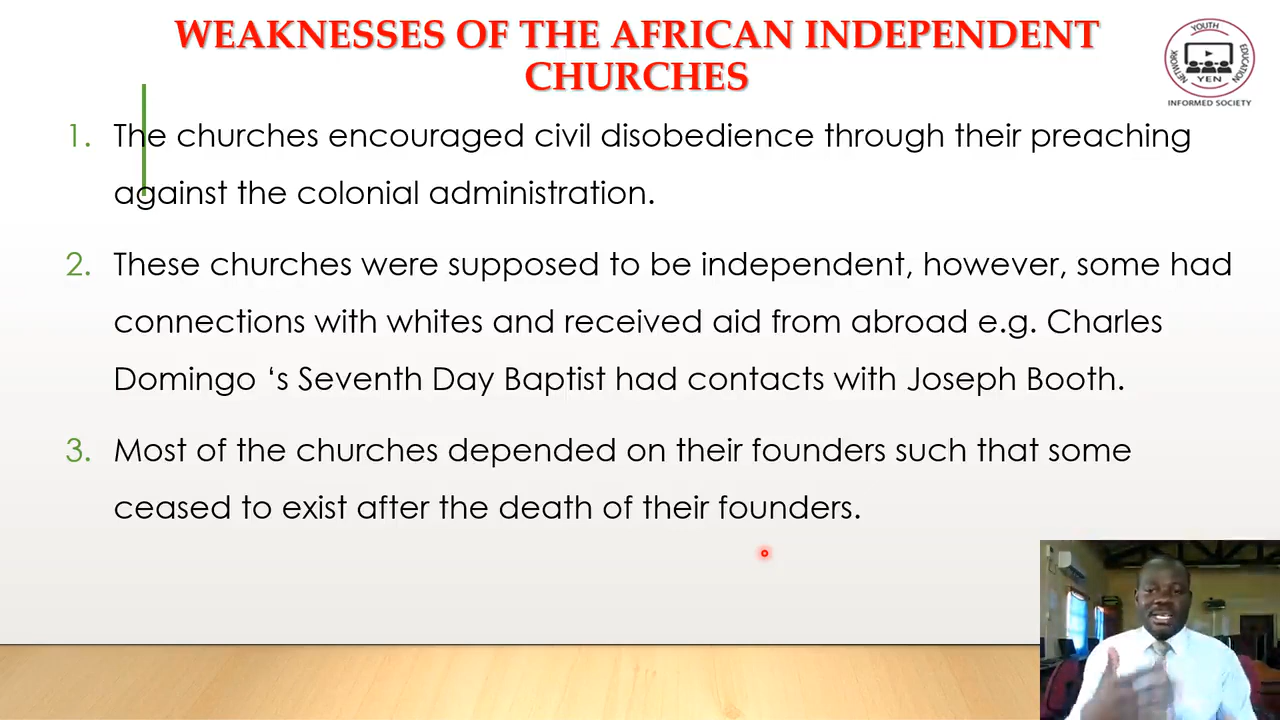 WEAKNESSES OF THE AFRICAN INDEPENDENT
CHURCHES
YOUTH
NETWORK
EDUCATION
YEN
INFORMED SOCIETY
1. The churches encouraged civil disobedience through their preaching
against the colonial administration.
2. These churches were supposed to be independent, however, some had
connections with whites and received aid from abroad e.g. Charles
Domingo ‘s Seventh Day Baptist had contacts with Joseph Booth.
3. Most of the churches depended on their founders such that some
ceased to exist after the death of their founders.